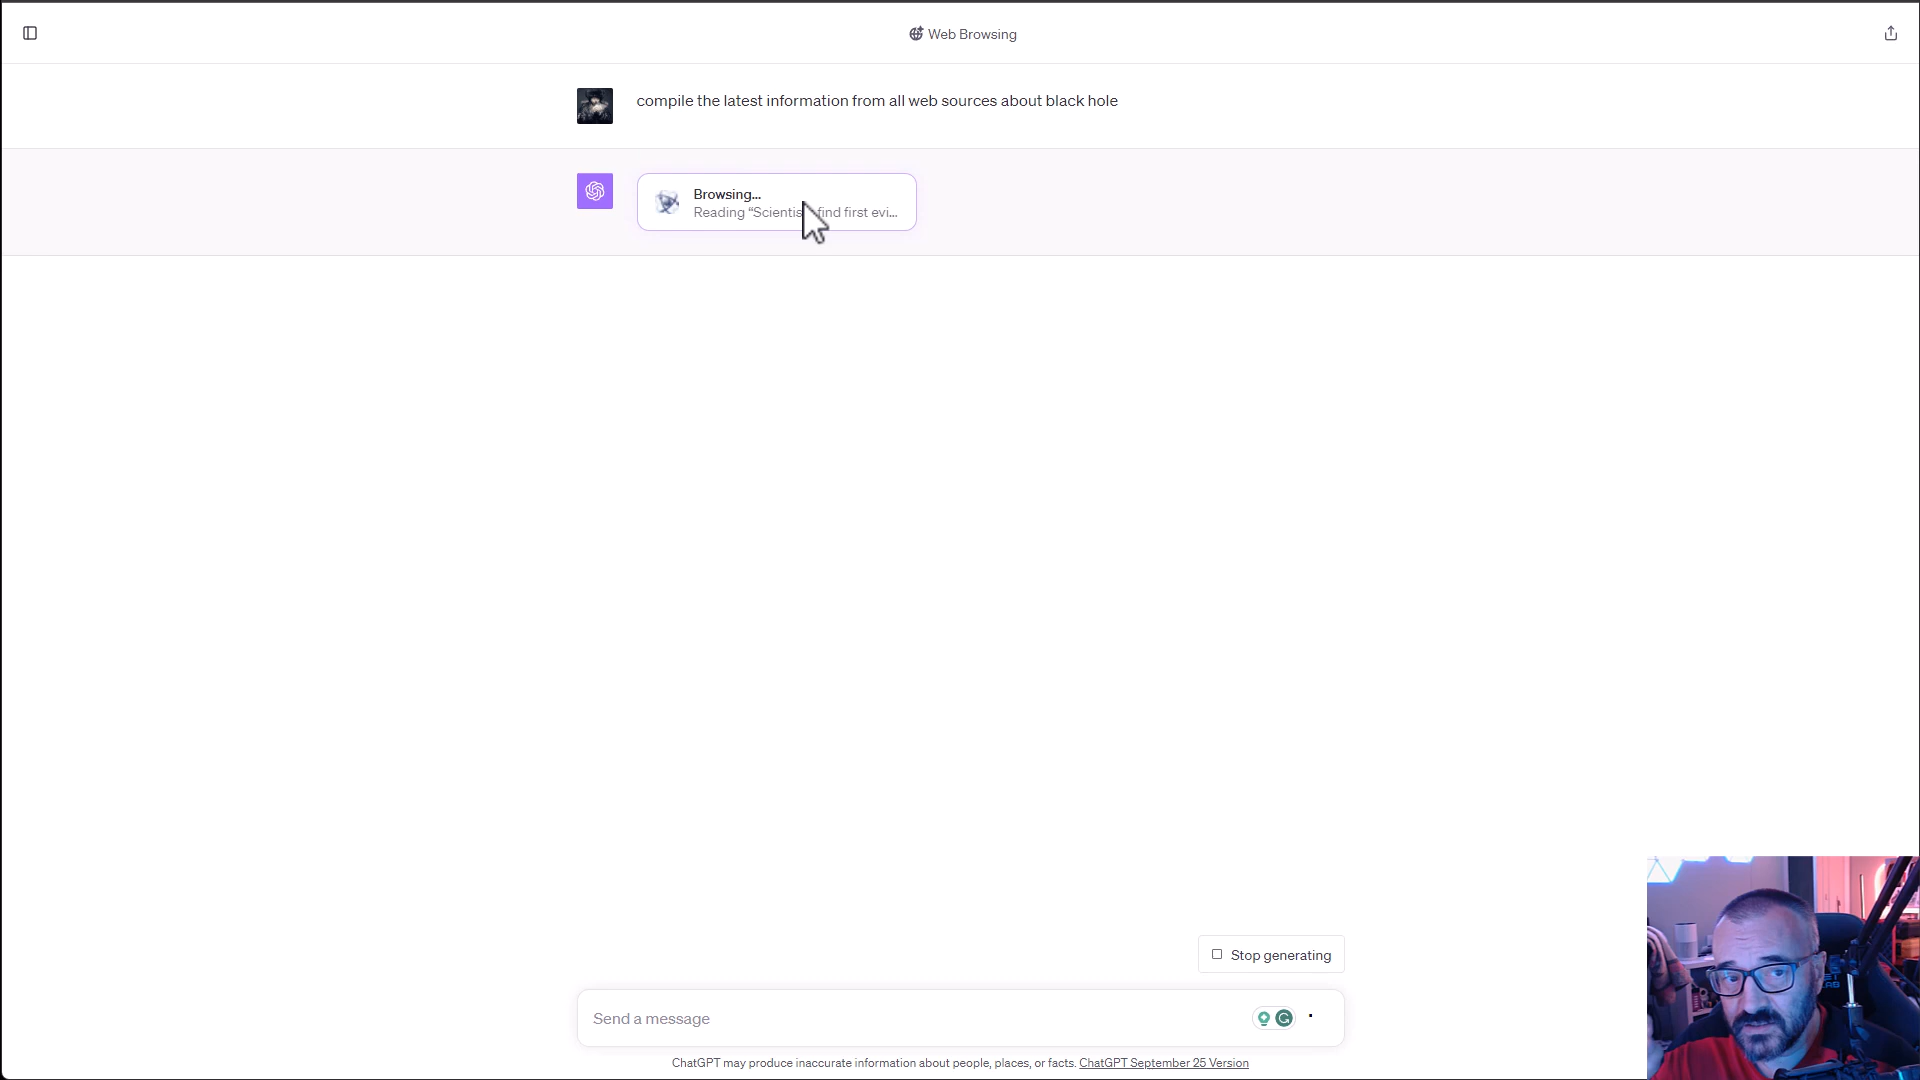 Web Browsing
compile the latest information from all web sources about black hole
Browsing...
Reading “Scientis find first evi...
Stop generating
Send a message
ChatGPT may produce inaccurate information about people, places, or facts. ChatGPT September 25 Version